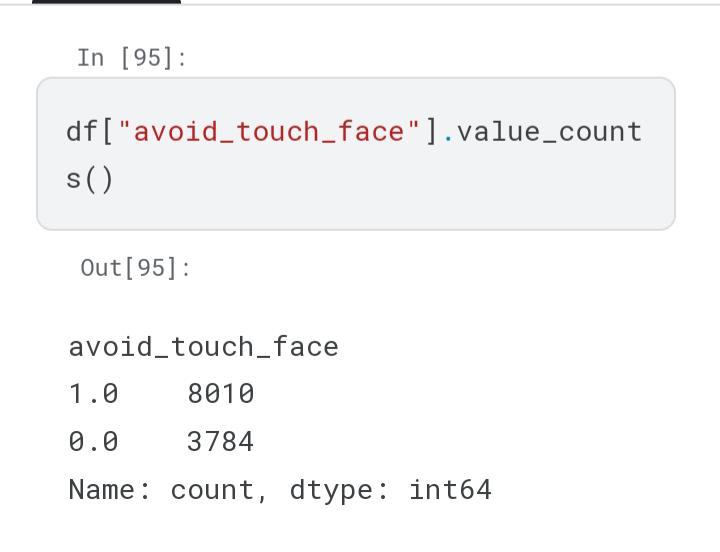 In [95]:
df["avoid_touch_face"].value_count
s()
Out[95]:
avoid_touch_face
1.0    8010
0.0    3784
Name: count, dtype: int64